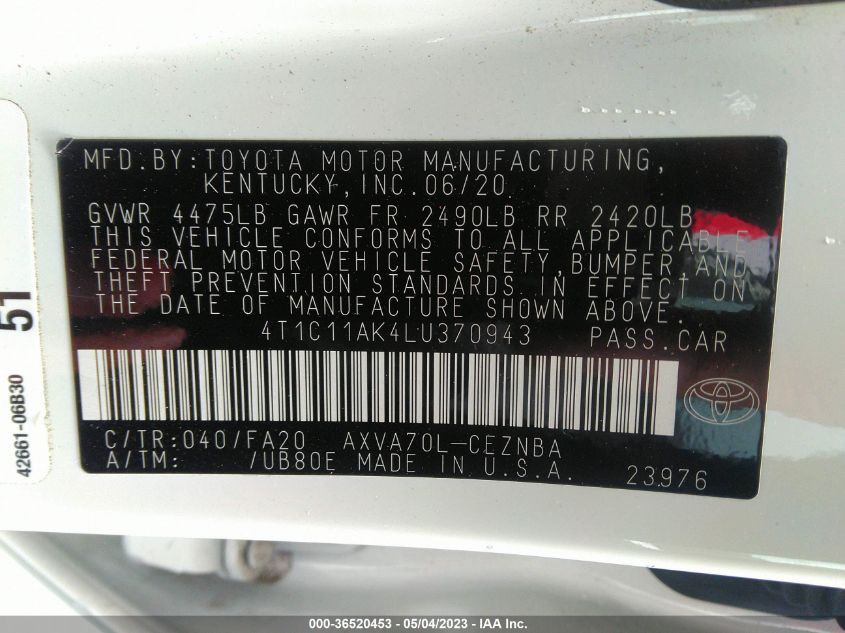 MFD.BY:TOYOTA MOTOR MANUFACTURING,
KENTUCKY,INC.06/20
GVWR 4475LB GAWR FR 2490LB RR 2420LB
THIS VEHICLE CONFORMS TO ALL APPLICABLE
FEDERAL MOTOR VEHICLE SAFETY,BUMPER,AND
THEFT PREVENTION STANDARDS IN EFFECT ON
THE DATE OF MANUFACTURE SHOWN ABOVE.
4T1C11AK4LU370943 PASS.CAR
C/TR:040/FA20 AXVA70L-CEZNBA
A/TM: /UB80E MADE IN U.S.A.
23976
51
42661-06B30
000-36520453 - 05/04/2023 - IAA Inc.